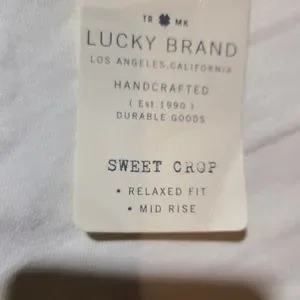 TR MK
LUCKY BRAND
LOS ANGELES, CALIFORNIA
HANDCRAFTED
( Est. 1990 )
DURABLE GOODS
SWEET CROP
• RELAXED FIT
• MID RISE